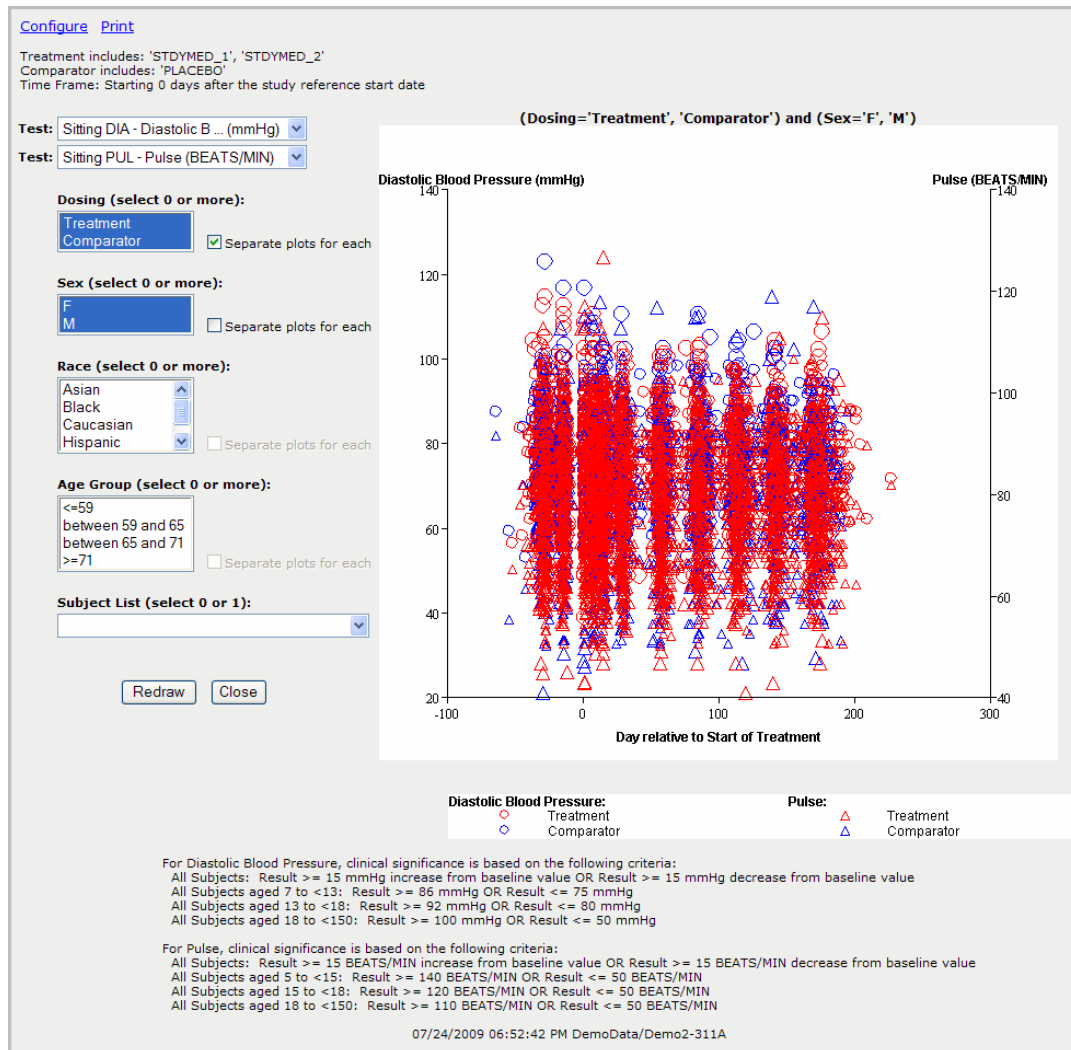 Configure Print
Treatment includes: 'STDYMED_1', 'STDYMED_2'
Comparator includes: 'PLACEBO'
Time Frame: Starting 0 days after the study reference start date
Test: Sitting DIA - Diastolic B ... (mmHg)
Test: Sitting PUL - Pulse (BEATS/MIN)
Dosing (select 0 or more):
Treatment
Comparator
Separate plots for each
Sex (select 0 or more):
F
M
Separate plots for each
Race (select 0 or more):
Asian
Black
Caucasian
Hispanic
Separate plots for each
Age Group (select 0 or more):
<=59
between 59 and 65
between 65 and 71
>=71
Separate plots for each
Subject List (select 0 or 1):
Redraw Close
(Dosing='Treatment', 'Comparator') and (Sex='F', 'M')
Diastolic Blood Pressure (mmHg) Pulse (BEATS/MIN)
140 140
120 120
100 100
80 80
60 60
40
20 40
-100 0 100 200 300
Day relative to Start of Treatment
Diastolic Blood Pressure: Pulse:
Treatment Treatment
Comparator Comparator
For Diastolic Blood Pressure, clinical significance is based on the following criteria:
All Subjects: Result >= 15 mmHg increase from baseline value OR Result >= 15 mmHg decrease from baseline value
All Subjects aged 7 to <13: Result >= 86 mmHg OR Result <= 75 mmHg
All Subjects aged 13 to <18: Result >= 92 mmHg OR Result <= 80 mmHg
All Subjects aged 18 to <150: Result >= 100 mmHg OR Result <= 50 mmHg
For Pulse, clinical significance is based on the following criteria:
All Subjects: Result >= 15 BEATS/MIN increase from baseline value OR Result >= 15 BEATS/MIN decrease from baseline value
All Subjects aged 5 to <15: Result >= 140 BEATS/MIN OR Result <= 50 BEATS/MIN
All Subjects aged 15 to <18: Result >= 120 BEATS/MIN OR Result <= 50 BEATS/MIN
All Subjects aged 18 to <150: Result >= 110 BEATS/MIN OR Result <= 50 BEATS/MIN
07/24/2009 06:52:42 PM DemoData/Demo2-311A